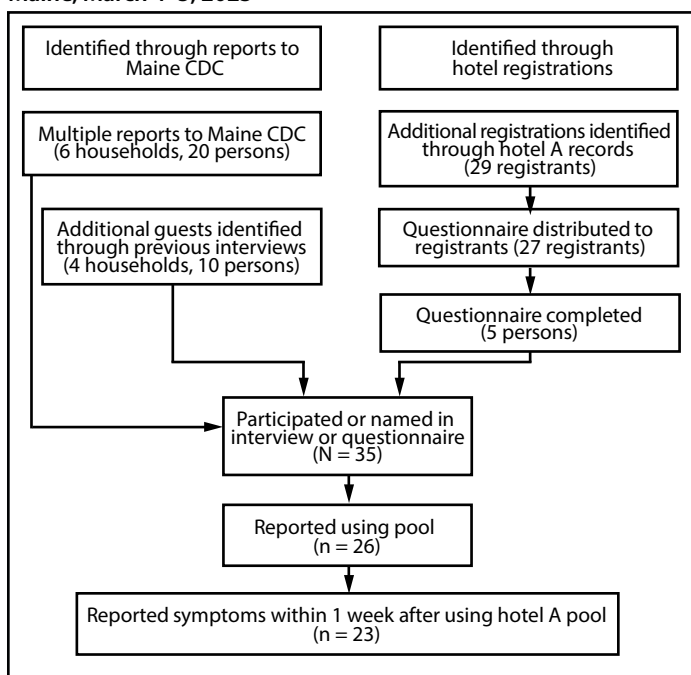 Maine, March 4–5, 2023
Identified through reports to
Maine CDC
Identified through
hotel registrations
Multiple reports to Maine CDC
(6 households, 20 persons)
Additional registrations identified
through hotel A records
(29 registrants)
Additional guests identified
through previous interviews
(4 households, 10 persons)
Questionnaire distributed to
registrants (27 registrants)
Questionnaire completed
(5 persons)
Participated or named in
interview or questionnaire
(N = 35)
Reported using pool
(n = 26)
Reported symptoms within 1 week after using hotel A pool
(n = 23)